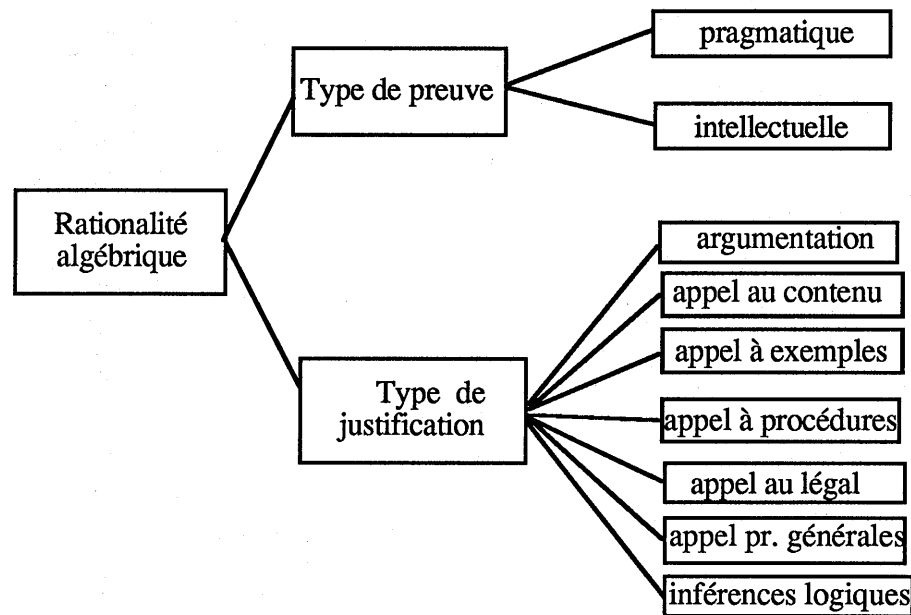 pragmatique
Type de preuve
intellectuelle
Rationalité
algébrique
argumentation
appel au contenu
appel à exemples
Type de
justification
appel à procédures
appel au légal
appel pr. générales
inférences logiques